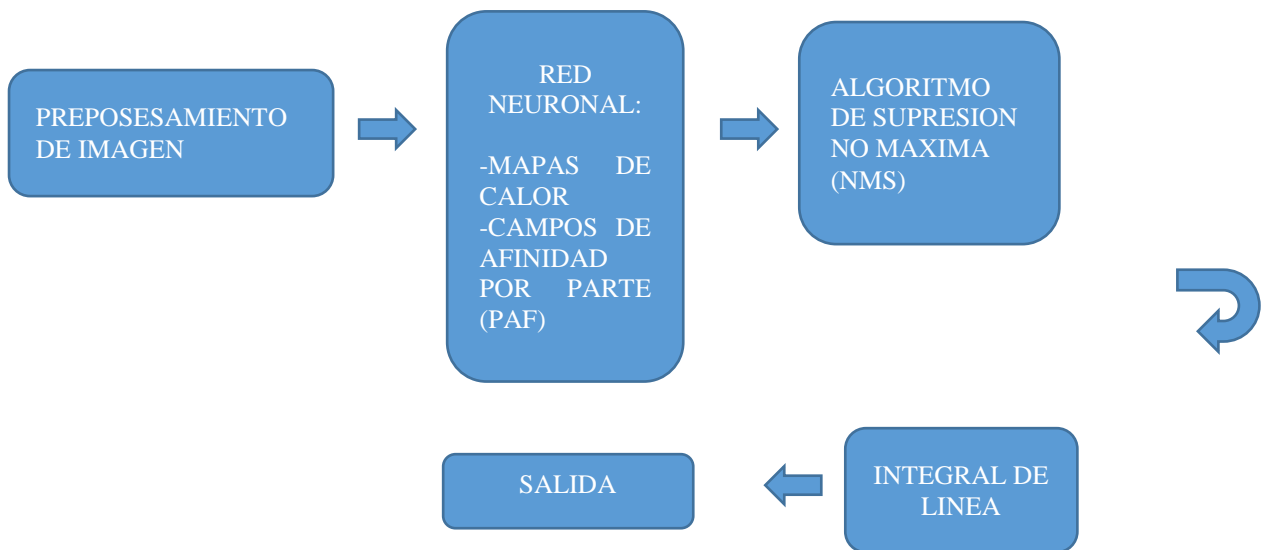 PREPOSESAMIENTO
DE IMAGEN
RED
NEURONAL:
-MAPAS DE
CALOR
-CAMPOS DE
AFINIDAD
POR PARTE
(PAF)
ALGORITMO
DE SUPRESION
NO MAXIMA
(NMS)
INTEGRAL DE
LINEA
SALIDA